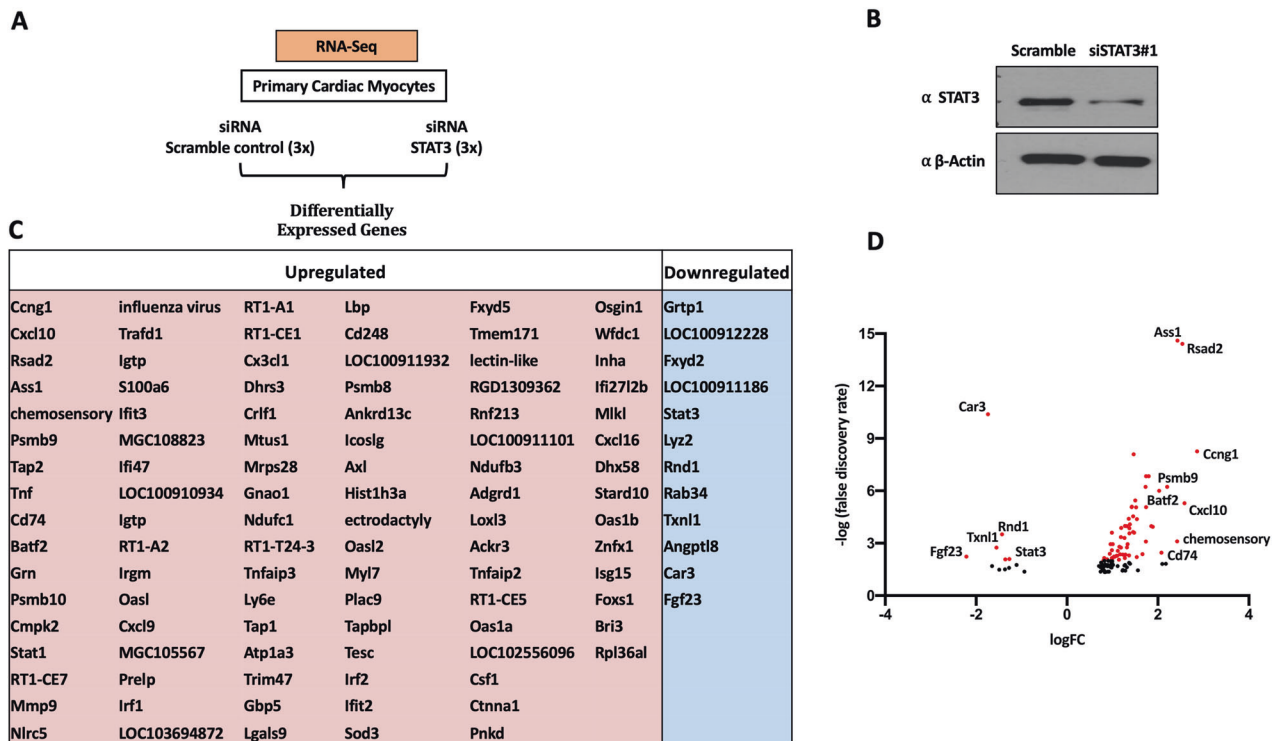 A
RNA-Seq
Primary Cardiac Myocytes
siRNA
Scramble control (3x)
siRNA
STAT3 (3x)
Differentially
Expressed Genes
B
Scramble siSTAT3#1
α STAT3
α β-Actin
C
Upregulated Downregulated
Ccng1 influenza virus RT1-A1 Lbp Fxyd5 Osgin1 Grtp1
Cxcl10 Trafd1 RT1-CE1 Cd248 Tmem171 Wfdc1 LOC100912228
Rsad2 Igtp Cx3cl1 LOC100911932 lectin-like Inha Fxyd2
Ass1 S100a6 Dhrs3 Psmb8 RGD1309362 Ifi27l2b LOC100911186
chemosensory Ifit3 Crlf1 Ankrd13c Rnf213 Mlkl Stat3
Psmb9 MGC108823 Mtus1 Icoslg LOC100911101 Cxcl16 Lyz2
Tap2 Ifi47 Mrps28 Axl Ndufb3 Dhx58 Rnd1
Tnf LOC100910934 Gnao1 Hist1h3a Adgrd1 Stard10 Rab34
Cd74 Igtp Ndufc1 ectrodactyly Loxl3 Oas1b Txnl1
Batf2 RT1-A2 RT1-T24-3 Oasl2 Ackr3 Znfx1 Angptl8
Grn Irgm Tnfaip3 Myl7 Tnfaip2 Isg15 Car3
Psmb10 Oasl Ly6e Plac9 RT1-CE5 Foxs1 Fgf23
Cmpk2 Cxcl9 Tap1 Tapbpl Oas1a Bri3
Stat1 MGC105567 Atp1a3 Tesc LOC102556096 Rpl36al
RT1-CE7 Prelp Trim47 Irf2 Csf1
Mmp9 Irf1 Gbp5 Ifit2 Ctnna1
Nlrc5 LOC103694872 Lgals9 Sod3 Pnkd
D
-log (false discovery rate)
15
12
9
6
3
0
Ass1
Rsad2
Car3
Ccng1
Psmb9
Batf2
Cxcl10
Rnd1
Txnl1
chemosensory
Fgf23
Stat3
Cd74
-4 -2 0 2 4
logFC